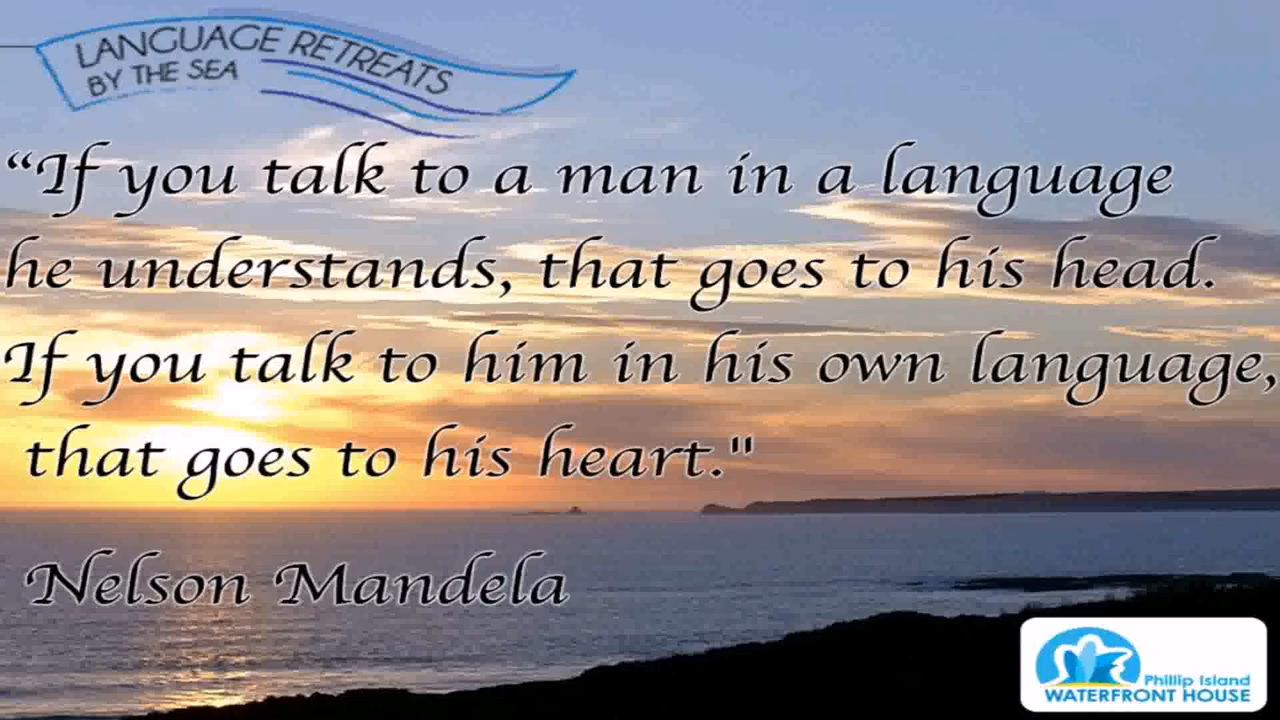 LANGUAGE RETREATS
BY THE SEA
“If you talk to a man in a language
he understands, that goes to his head.
If you talk to him in his own language,
that goes to his heart."
Nelson Mandela
Phillip Island
WATERFRONT HOUSE